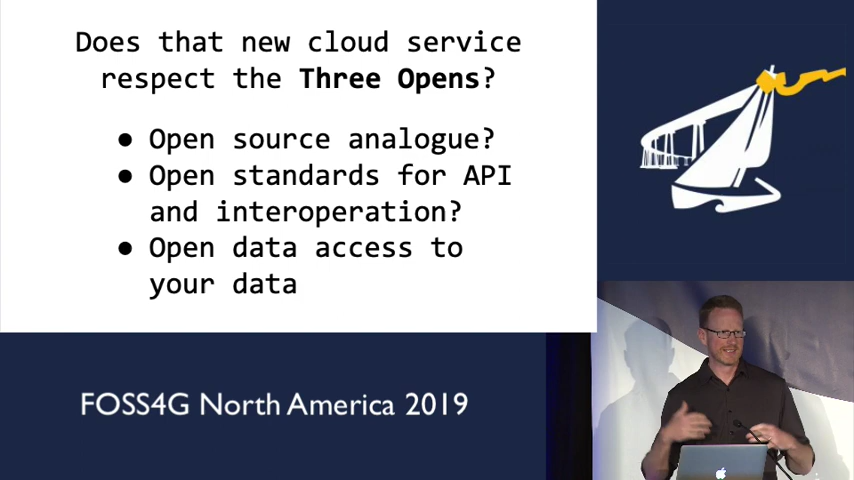 Does that new cloud service
respect the Three Opens?
● Open source analogue?
● Open standards for API
and interoperation?
● Open data access to
your data
FOSS4G North America 2019